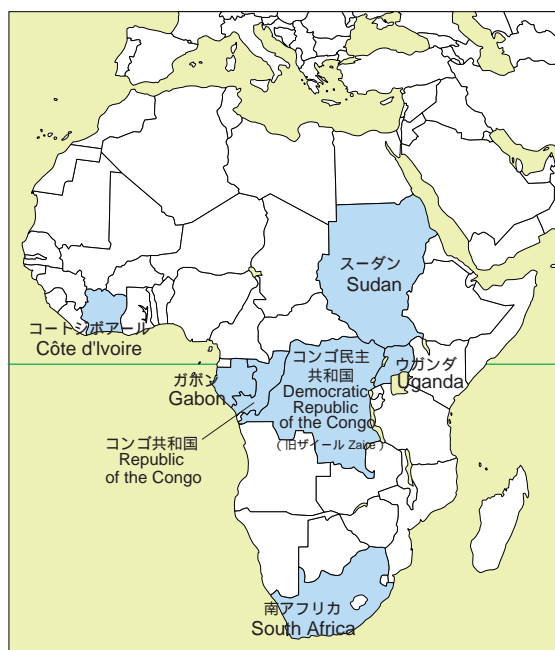 スーダン
Sudan
コートジボアール
Côte d'Ivoire
コンゴ民主
共和国
Democratic
Republic
of the Congo
(旧ザイール Zaire)
ウガンダ
Uganda
ガボン
Gabon
コンゴ共和国
Republic
of the Congo
南アフリカ
South Africa